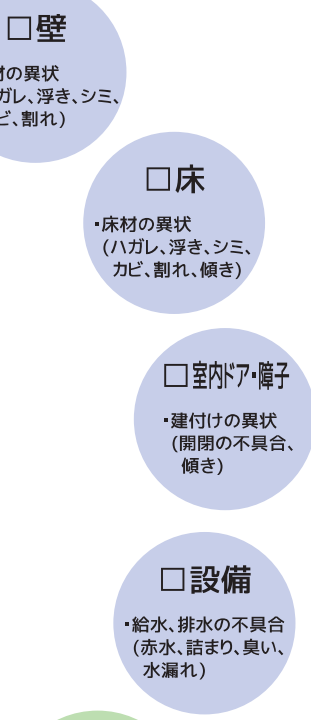 □壁
材の異状
ガレ、浮き、シミ、
ビ、割れ)
□床
・床材の異状
(ハガレ、浮き、シミ、
カビ、割れ、傾き)
□室内ドア・障子
・建付けの異状
(開閉の不具合、
傾き)
□設備
・給水、排水の不具合
(赤水、詰まり、臭い、
水漏れ)